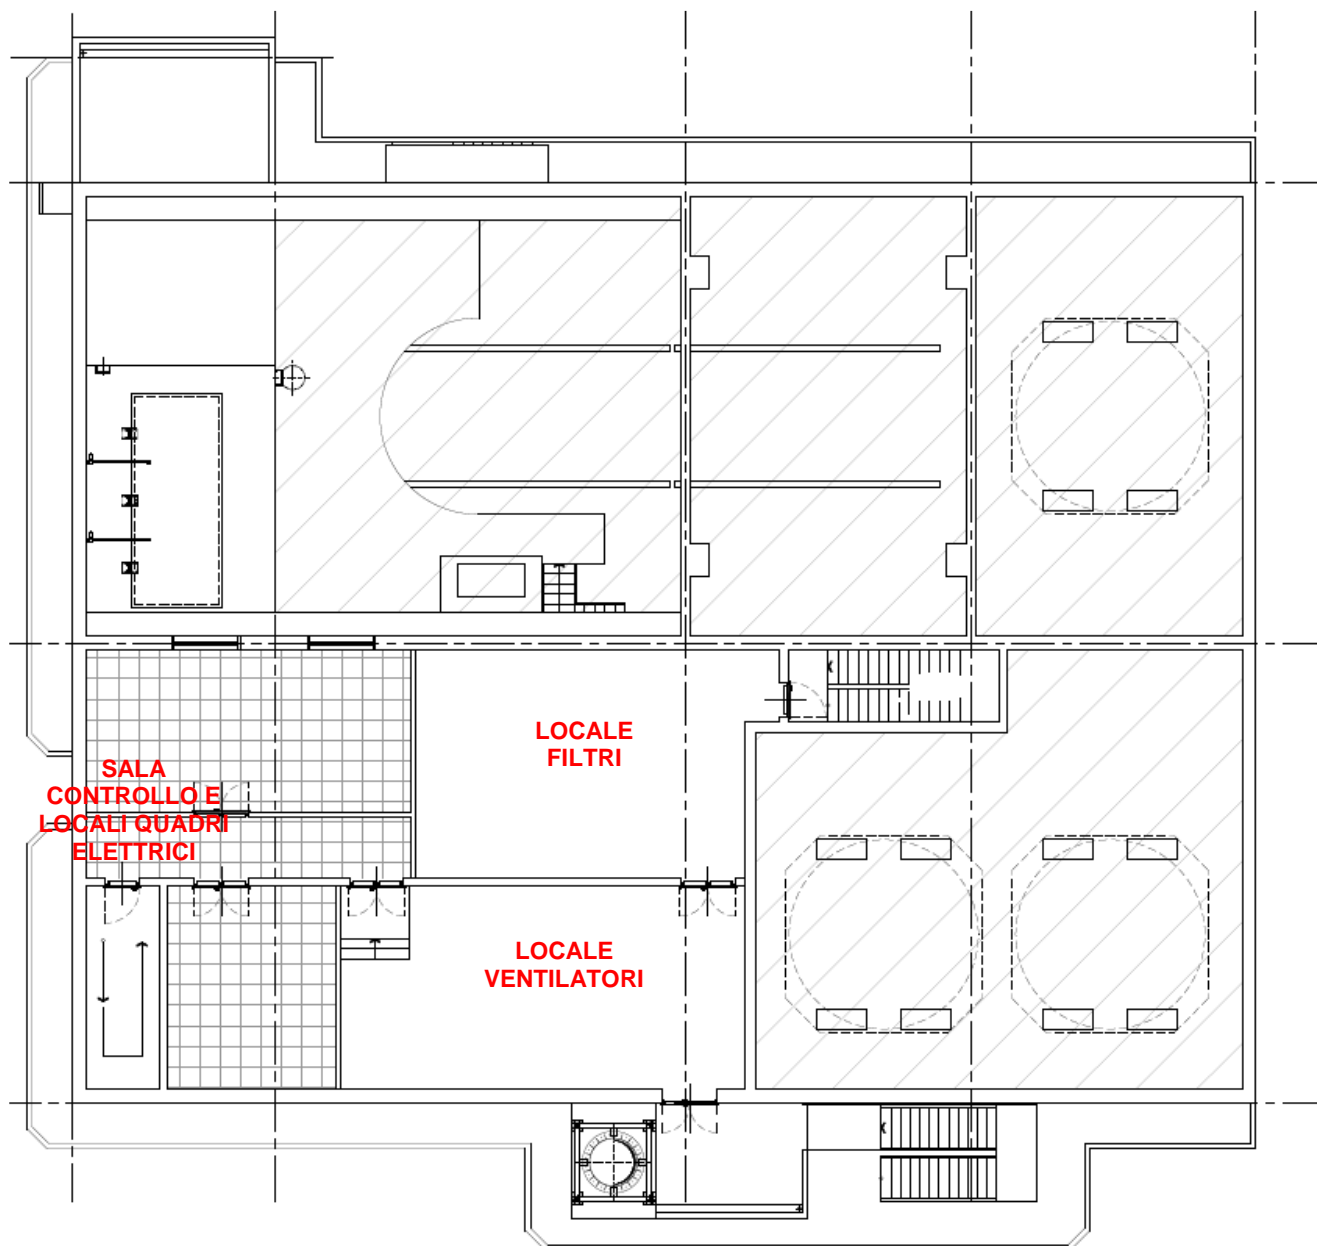 LOCALE
FILTRI
SALA
CONTROLLO E
LOCALI QUADRI
ELETTRICI
LOCALE
VENTILATORI